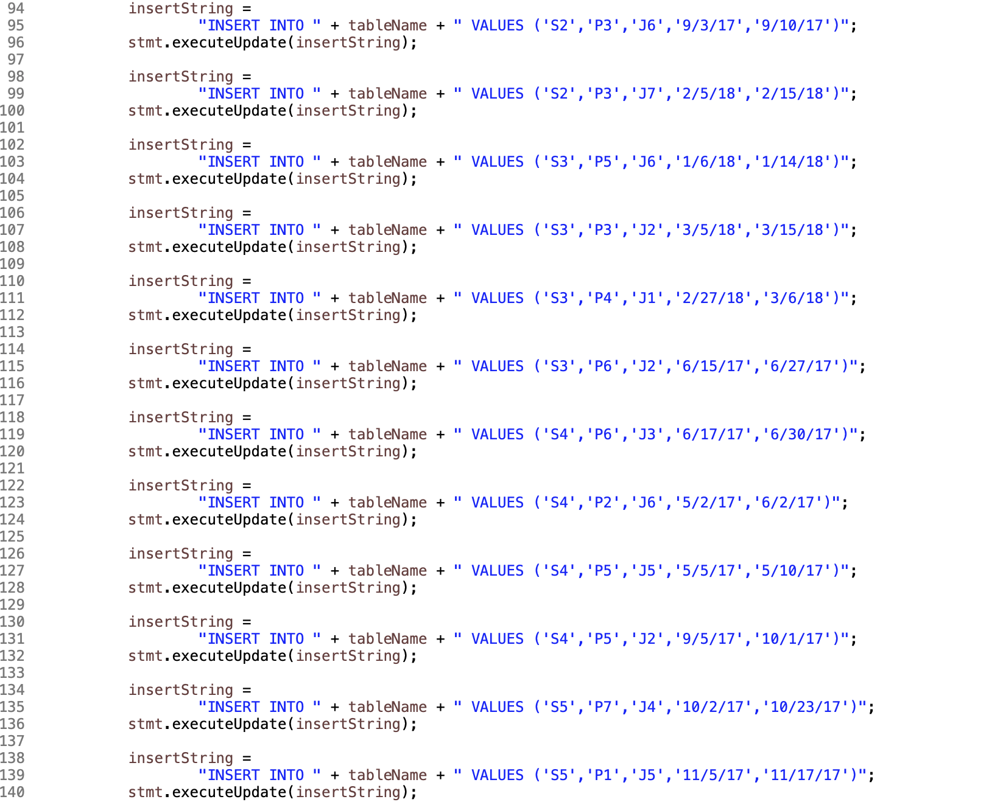 94 insertString =
95 "INSERT INTO " + tableName + " VALUES ('S2','P3','J6','9/3/17','9/10/17')";
96 stmt.executeUpdate(insertString);
97
98 insertString =
99 "INSERT INTO " + tableName + " VALUES ('S2','P3','J7','2/5/18','2/15/18')";
100 stmt.executeUpdate(insertString);
101
102 insertString =
103 "INSERT INTO " + tableName + " VALUES ('S3','P5','J6','1/6/18','1/14/18')";
104 stmt.executeUpdate(insertString);
105
106 insertString =
107 "INSERT INTO " + tableName + " VALUES ('S3','P3','J2','3/5/18','3/15/18')";
108 stmt.executeUpdate(insertString);
109
110 insertString =
111 "INSERT INTO " + tableName + " VALUES ('S3','P4','J1','2/27/18','3/6/18')";
112 stmt.executeUpdate(insertString);
113
114 insertString =
115 "INSERT INTO " + tableName + " VALUES ('S3','P6','J2','6/15/17','6/27/17')";
116 stmt.executeUpdate(insertString);
117
118 insertString =
119 "INSERT INTO " + tableName + " VALUES ('S4','P6','J3','6/17/17','6/30/17')";
120 stmt.executeUpdate(insertString);
121
122 insertString =
123 "INSERT INTO " + tableName + " VALUES ('S4','P2','J6','5/2/17','6/2/17')";
124 stmt.executeUpdate(insertString);
125
126 insertString =
127 "INSERT INTO " + tableName + " VALUES ('S4','P5','J5','5/5/17','5/10/17')";
128 stmt.executeUpdate(insertString);
129
130 insertString =
131 "INSERT INTO " + tableName + " VALUES ('S4','P5','J2','9/5/17','10/1/17')";
132 stmt.executeUpdate(insertString);
133
134 insertString =
135 "INSERT INTO " + tableName + " VALUES ('S5','P7','J4','10/2/17','10/23/17')";
136 stmt.executeUpdate(insertString);
137
138 insertString =
139 "INSERT INTO " + tableName + " VALUES ('S5','P1','J5','11/5/17','11/17/17')";
140 stmt.executeUpdate(insertString);